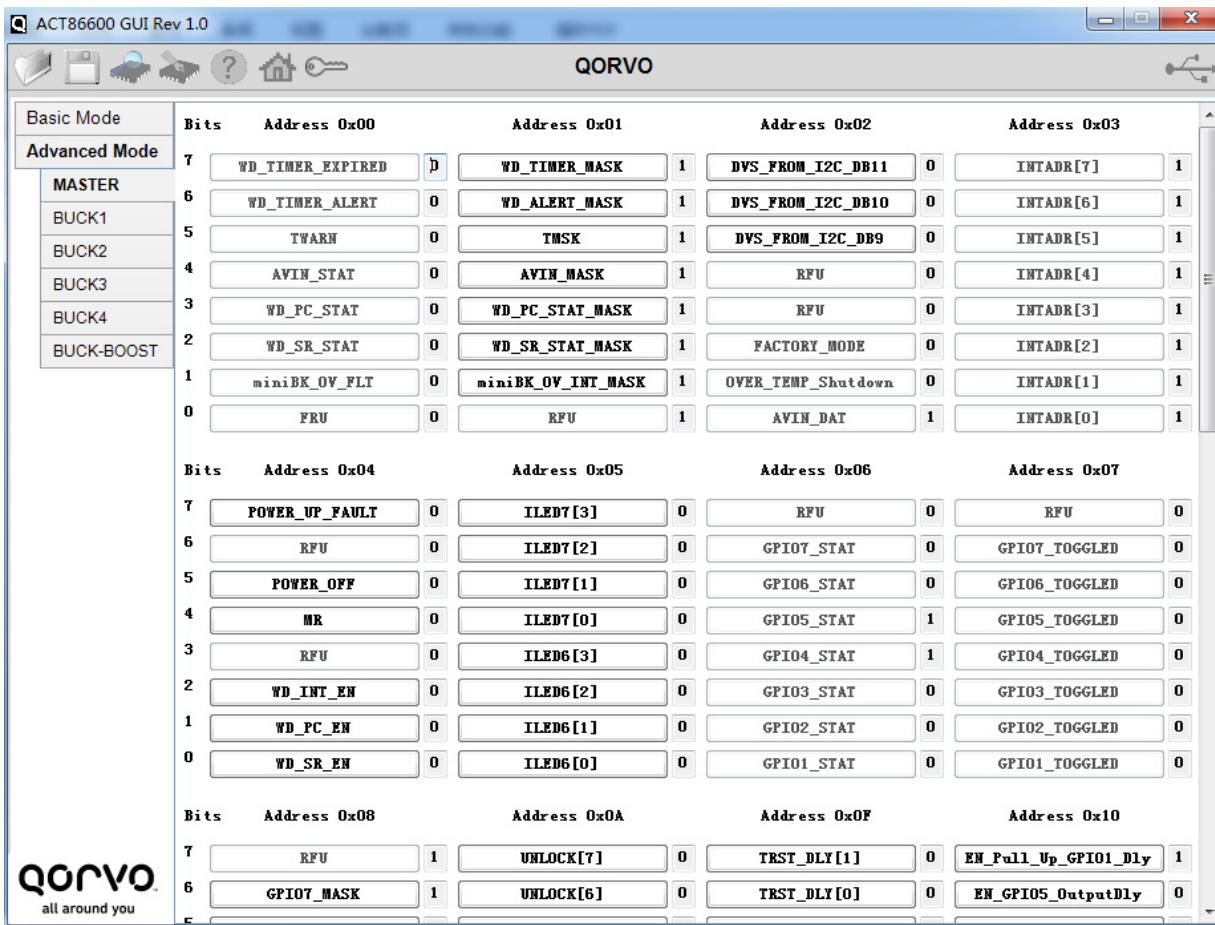 ACT86600 GUI Rev 1.0
QORVO
Basic Mode
Advanced Mode
MASTER
BUCK1
BUCK2
BUCK3
BUCK4
BUCK-BOOST
Bits Address 0x00 Address 0x01 Address 0x02 Address 0x03
7 WD_TIMER_EXPIRED 0 WD_TIMER_MASK 1 DVS_FROM_I2C_DB11 0 INTADR[7] 1
6 WD_TIMER_ALERT 0 WD_ALERT_MASK 1 DVS_FROM_I2C_DB10 0 INTADR[6] 1
5 TWARN 0 TMSK 1 DVS_FROM_I2C_DB9 0 INTADR[5] 1
4 AVIN_STAT 0 AVIN_MASK 1 RFU 0 INTADR[4] 1
3 WD_PC_STAT 0 WD_PC_STAT_MASK 1 RFU 0 INTADR[3] 1
2 WD_SR_STAT 0 WD_SR_STAT_MASK 1 FACTORY_MODE 0 INTADR[2] 1
1 miniBK_OV_FLT 0 miniBK_OV_INT_MASK 1 OVER_TEMP_Shutdown 0 INTADR[1] 1
0 FRU 0 RFU 1 AVIN_DAT 1 INTADR[0] 1
Bits Address 0x04 Address 0x05 Address 0x06 Address 0x07
7 POWER_UP_FAULT 0 ILED7[3] 0 RFU 0 RFU 0
6 RFU 0 ILED7[2] 0 GPIO7_STAT 0 GPIO7_TOGGLED 0
5 POWER_OFF 0 ILED7[1] 0 GPIO6_STAT 0 GPIO6_TOGGLED 0
4 MR 0 ILED7[0] 0 GPIO5_STAT 1 GPIO5_TOGGLED 0
3 RFU 0 ILED6[3] 0 GPIO4_STAT 1 GPIO4_TOGGLED 0
2 WD_INT_EN 0 ILED6[2] 0 GPIO3_STAT 0 GPIO3_TOGGLED 0
1 WD_PC_EN 0 ILED6[1] 0 GPIO2_STAT 0 GPIO2_TOGGLED 0
0 WD_SR_EN 0 ILED6[0] 0 GPIO1_STAT 0 GPIO1_TOGGLED 0
Bits Address 0x08 Address 0x0A Address 0x0F Address 0x10
7 RFU 1 UNLOCK[7] 0 TRST_DLY[1] 0 EN_Pull_Up_GPIO1_Dly 1
6 GPIO7_MASK 1 UNLOCK[6] 0 TRST_DLY[0] 0 EN_GPIO5_OutputDly 0
QORVO
all around you